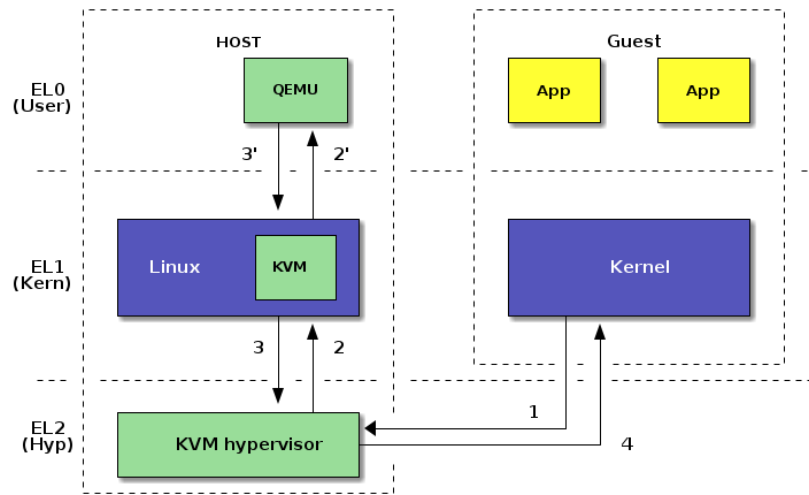 HOST
Guest
EL0
(User)
QEMU
App
App
3'
2'
EL1
(Kern)
Linux
KVM
Kernel
3
2
1
EL2
(Hyp)
KVM hypervisor
4